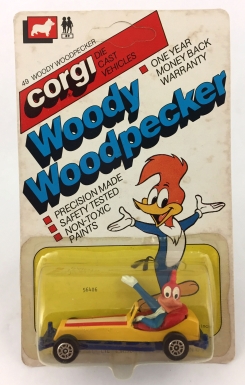 49 WOODY WOODPECKER
corgi
DIE
CAST
VEHICLES
• ONE YEAR
MONEY BACK
WARRANTY
Woody
Woodpecker
• PRECISION MADE
• SAFETY TESTED
• NON-TOXIC
PAINTS